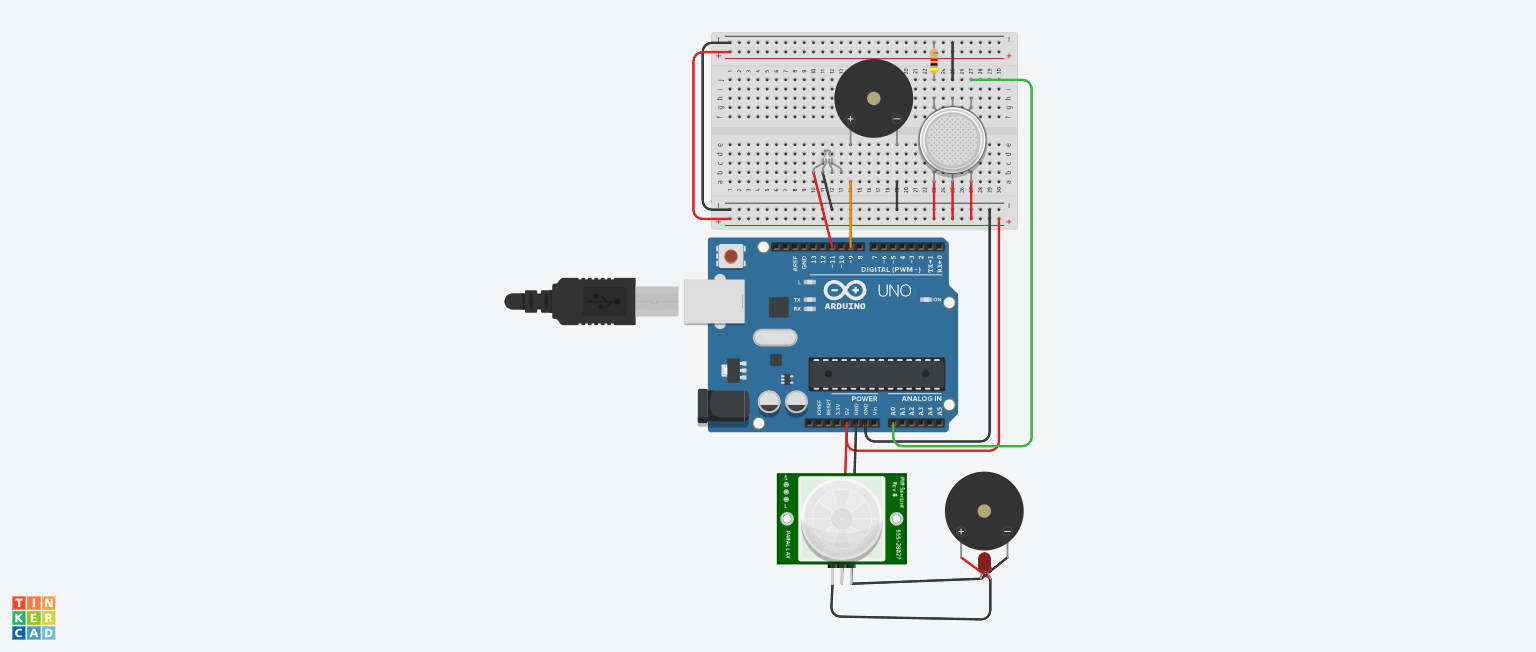 AREF
GND
13
12
~11
~10
~9
8
7
~6
~5
4
~3
2
TX→1
RX←0
DIGITAL (PWM~)
L
TX
RX
ARDUINO
UNO
ON
POWER
ANALOG IN
IOREF
RESET
3.3V
5V
GND
GND
Vin
A0
A1
A2
A3
A4
A5
PIR Sensor
PARALLAX
555-28027
TIN
KER
CAD